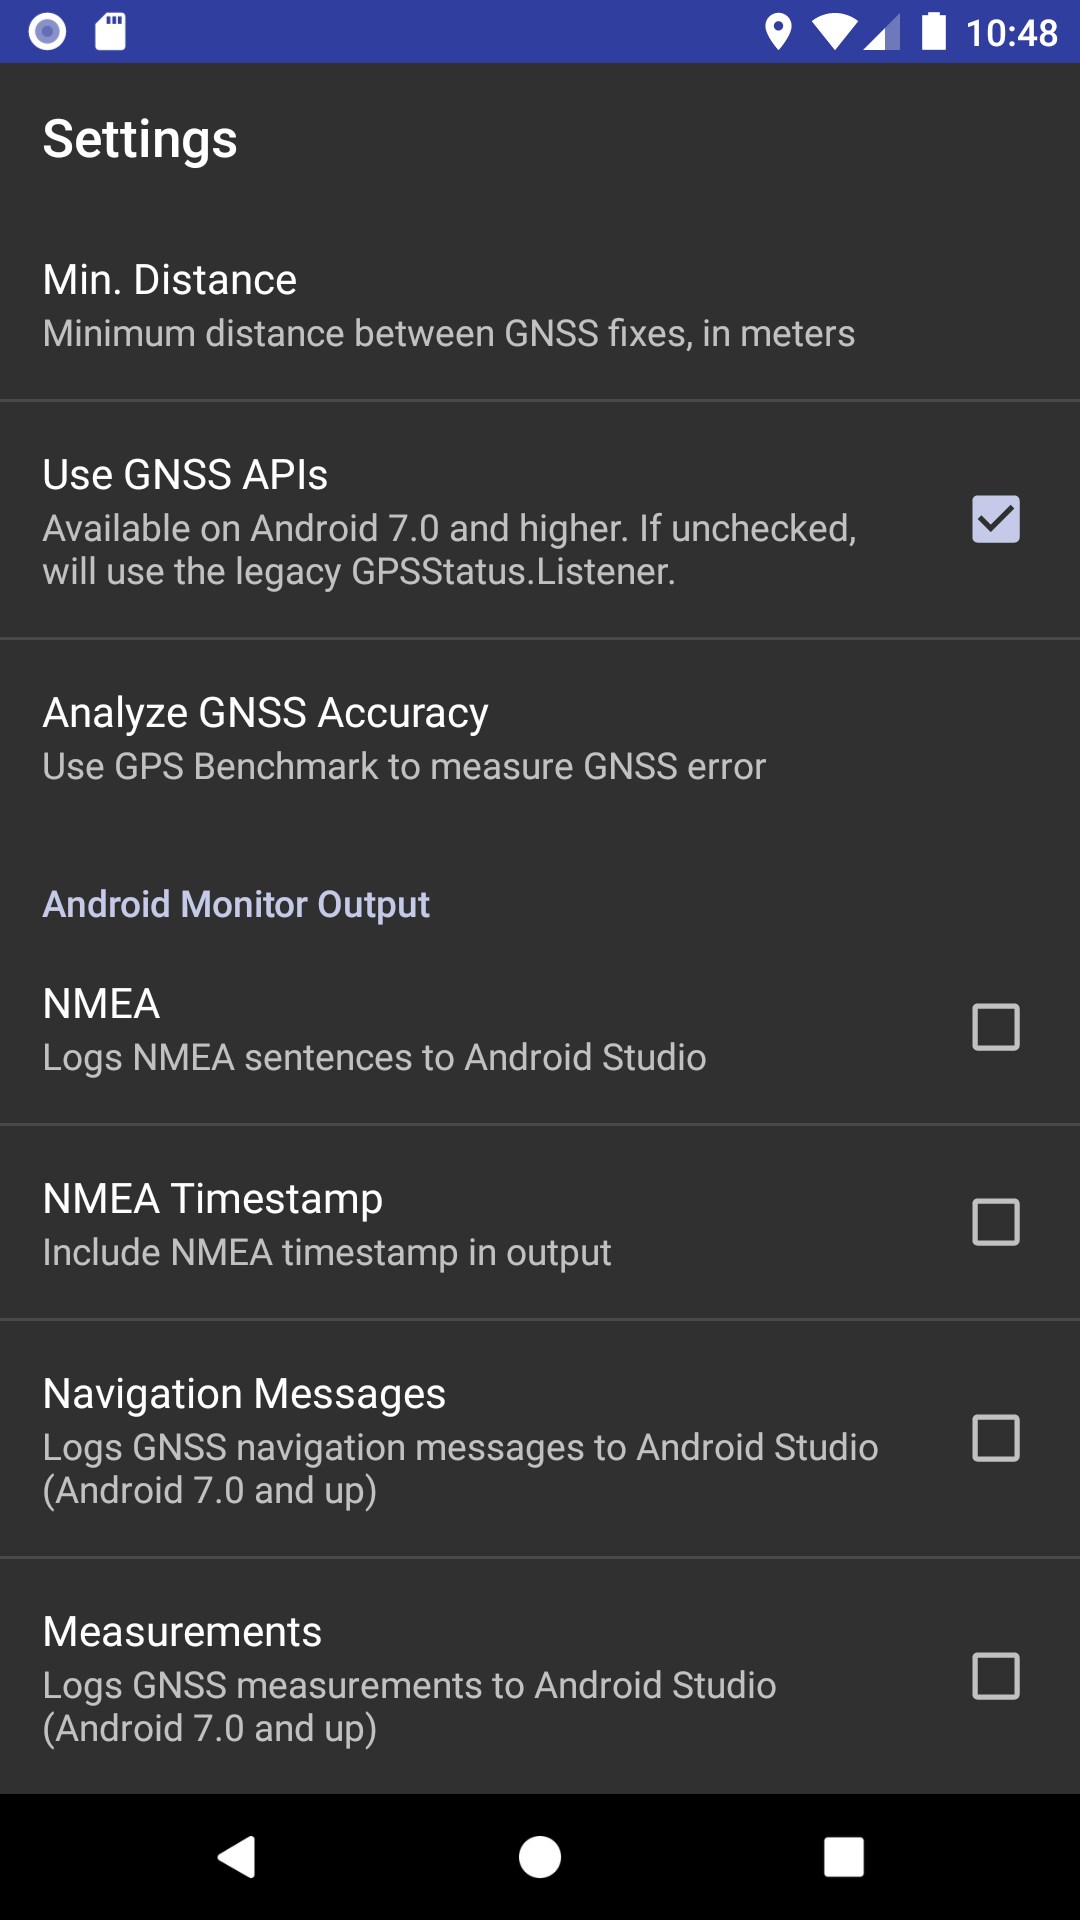 10:48
Settings
Min. Distance
Minimum distance between GNSS fixes, in meters
Use GNSS APIs
Available on Android 7.0 and higher. If unchecked,
will use the legacy GPSStatus.Listener.
Analyze GNSS Accuracy
Use GPS Benchmark to measure GNSS error
Android Monitor Output
NMEA
Logs NMEA sentences to Android Studio
NMEA Timestamp
Include NMEA timestamp in output
Navigation Messages
Logs GNSS navigation messages to Android Studio
(Android 7.0 and up)
Measurements
Logs GNSS measurements to Android Studio
(Android 7.0 and up)